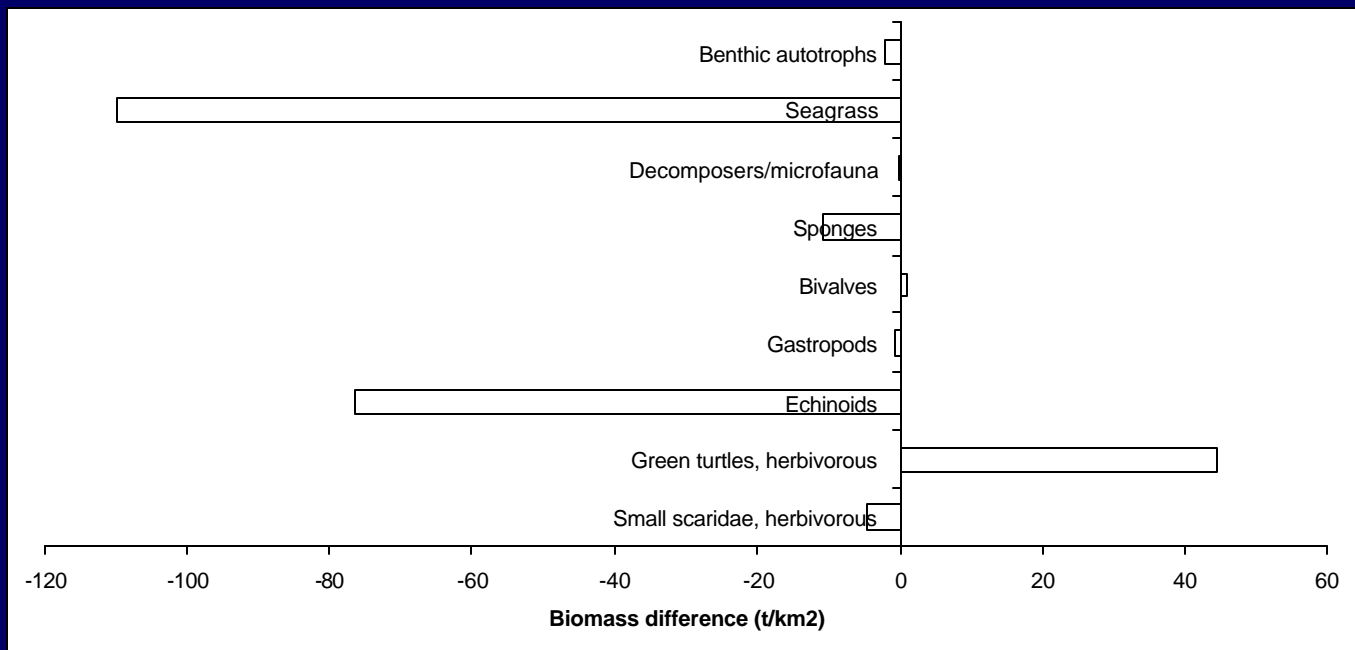 Benthic autotrophs
Seagrass
Decomposers/microfauna
Sponges
Bivalves
Gastropods
Echinoids
Green turtles, herbivorous
Small scaridae, herbivorous
-120 -100 -80 -60 -40 -20 0 20 40 60
Biomass difference (t/km2)